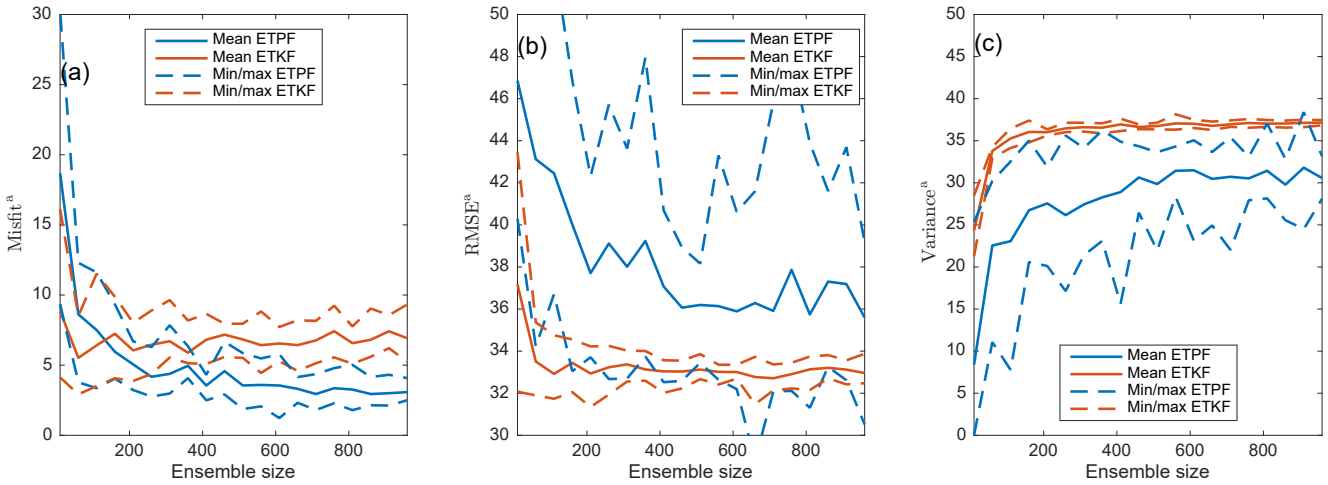 (a)
Misfit^a
30
25
20
15
10
5
0
200
400
600
800
Ensemble size
Mean ETPF
Mean ETKF
Min/max ETPF
Min/max ETKF
(b)
RMSE^a
50
48
46
44
42
40
38
36
34
32
30
200
400
600
800
Ensemble size
Mean ETPF
Mean ETKF
Min/max ETPF
Min/max ETKF
(c)
Variance^a
50
45
40
35
30
25
20
15
10
5
0
200
400
600
800
Ensemble size
Mean ETPF
Mean ETKF
Min/max ETPF
Min/max ETKF